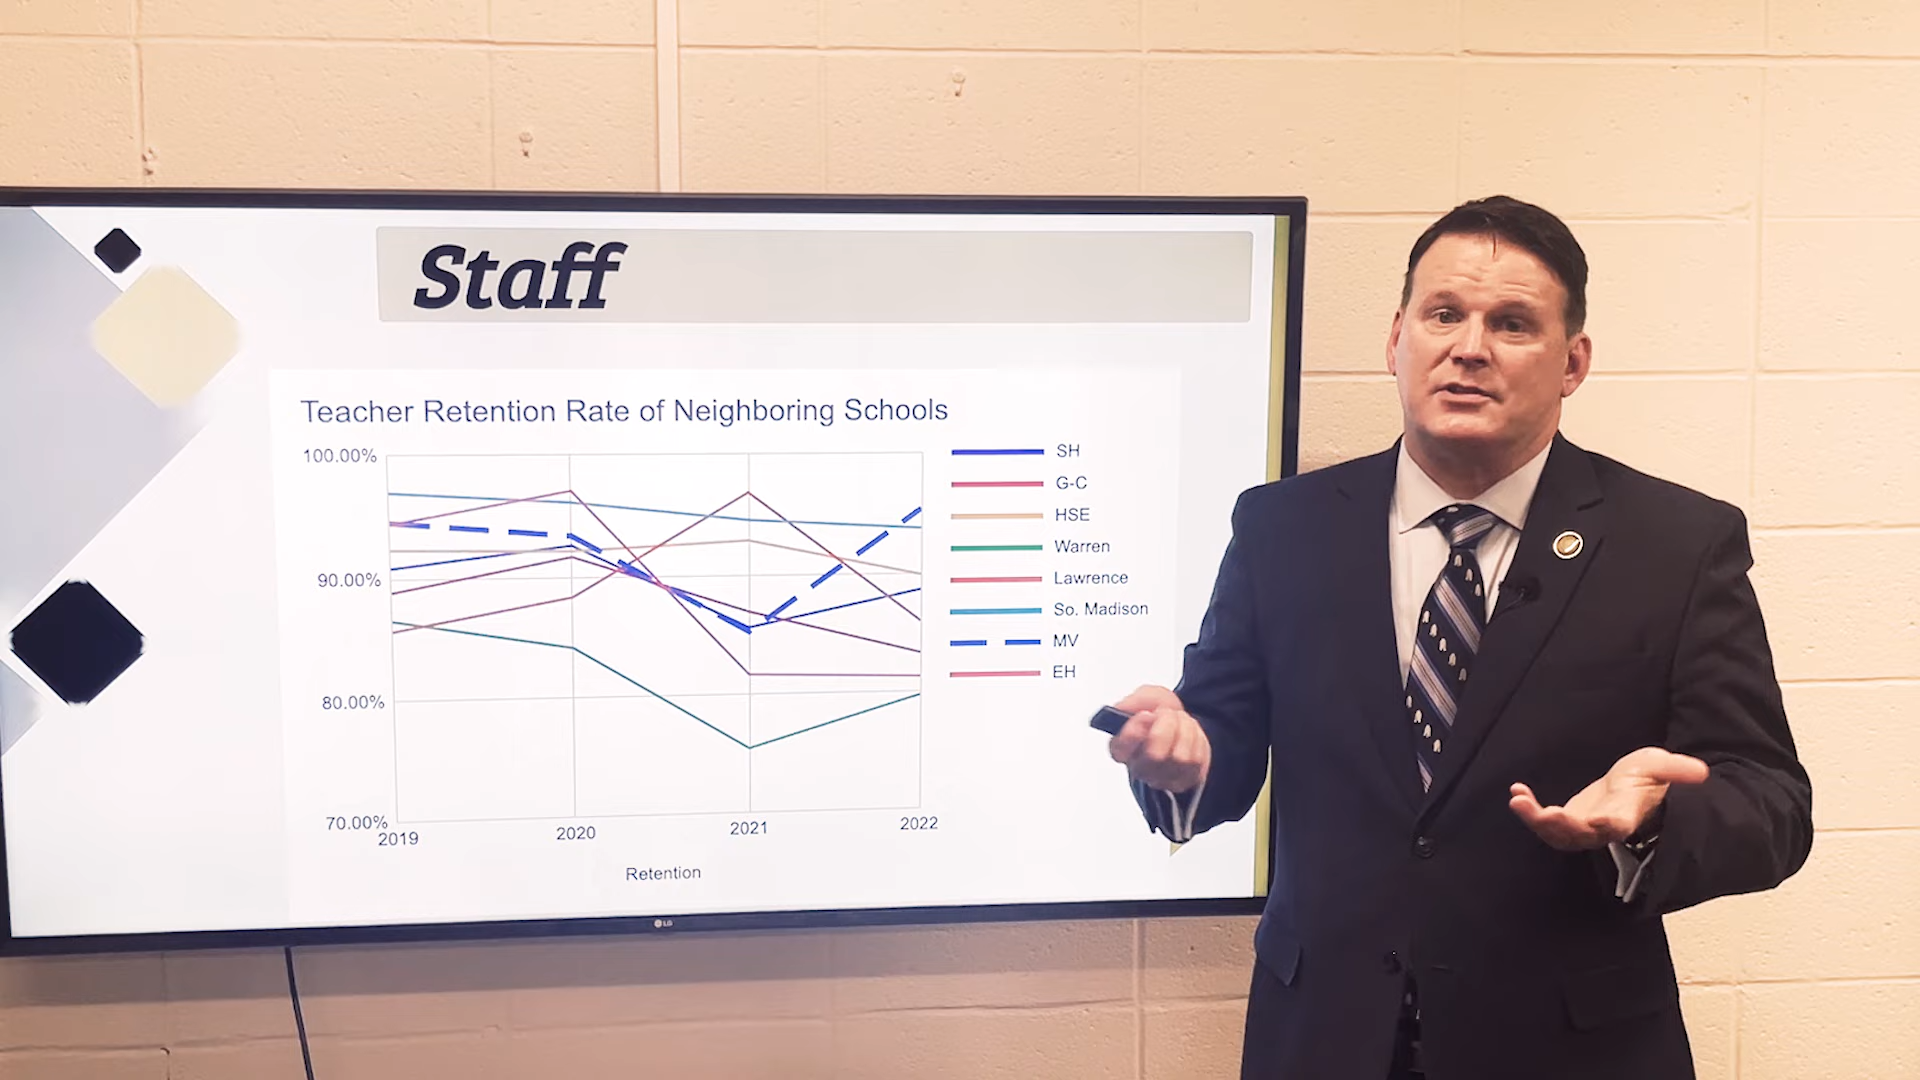 Staff
Teacher Retention Rate of Neighboring Schools
100.00%
90.00%
80.00%
70.00%
2019
2020
2021
2022
Retention
SH
G-C
HSE
Warren
Lawrence
So. Madison
MV
EH
LG